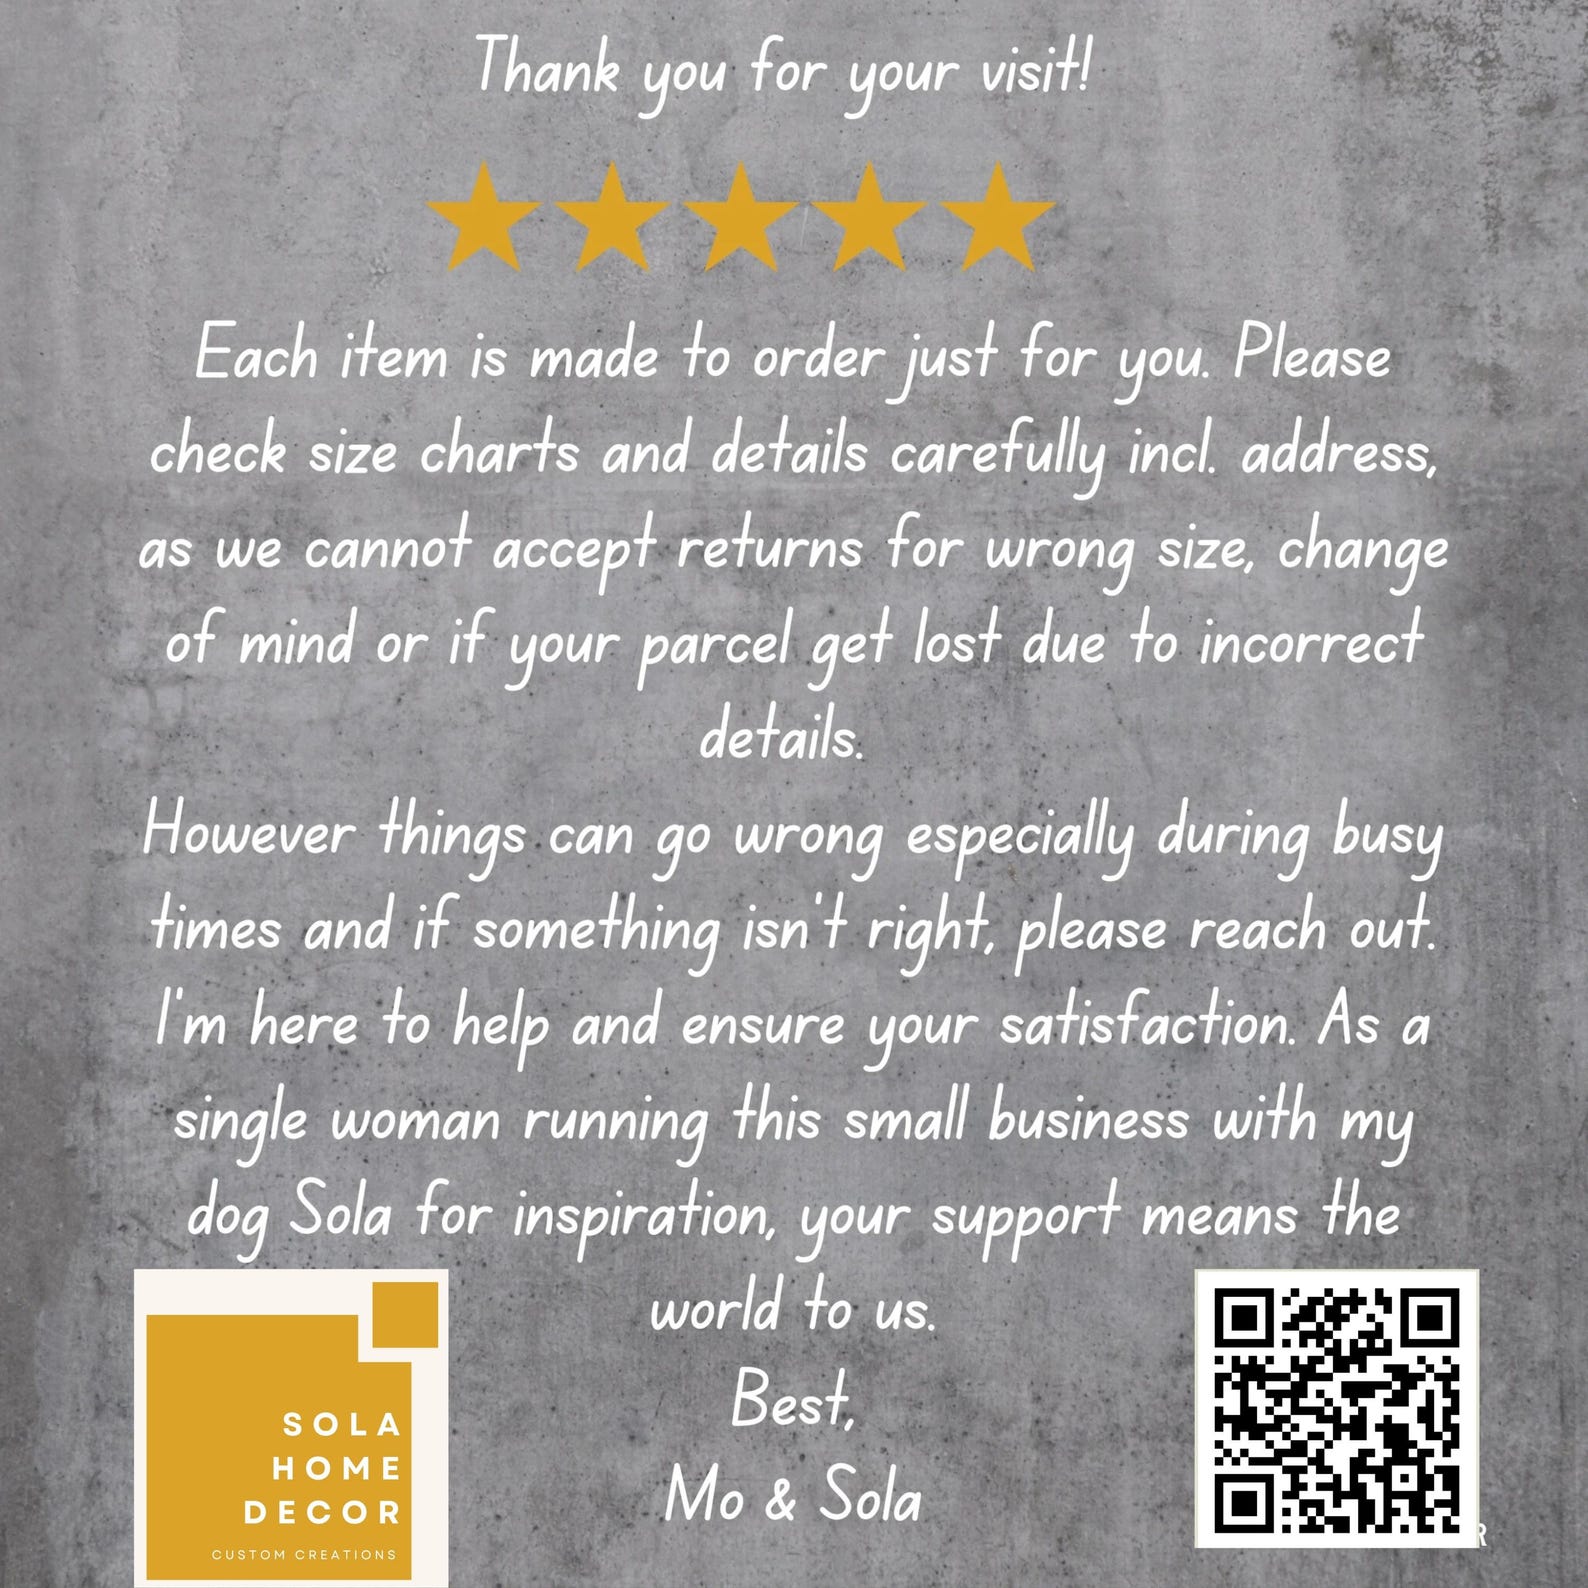 Thank you for your visit!
Each item is made to order just for you. Please
check size charts and details carefully incl. address,
as we cannot accept returns for wrong size, change
of mind or if your parcel get lost due to incorrect
details.
However things can go wrong especially during busy
times and if something isn't right, please reach out.
I'm here to help and ensure your satisfaction. As a
single woman running this small business with my
dog Sola for inspiration, your support means the
world to us.
Best,
Mo & Sola
SOLA
HOME
DECOR
CUSTOM CREATIONS
R